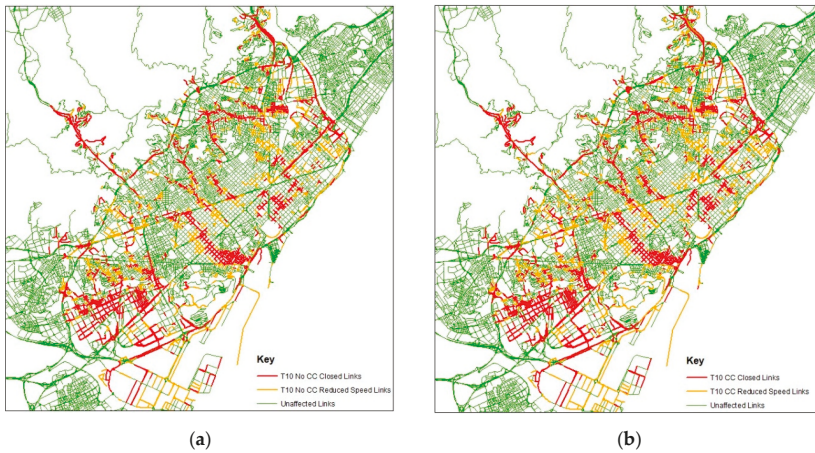 Key
T10 No CC Closed Links
T10 No CC Reduced Speed Links
Unaffected Links
(a)
Key
T10 CC Closed Links
T10 CC Reduced Speed Links
Unaffected Links
(b)